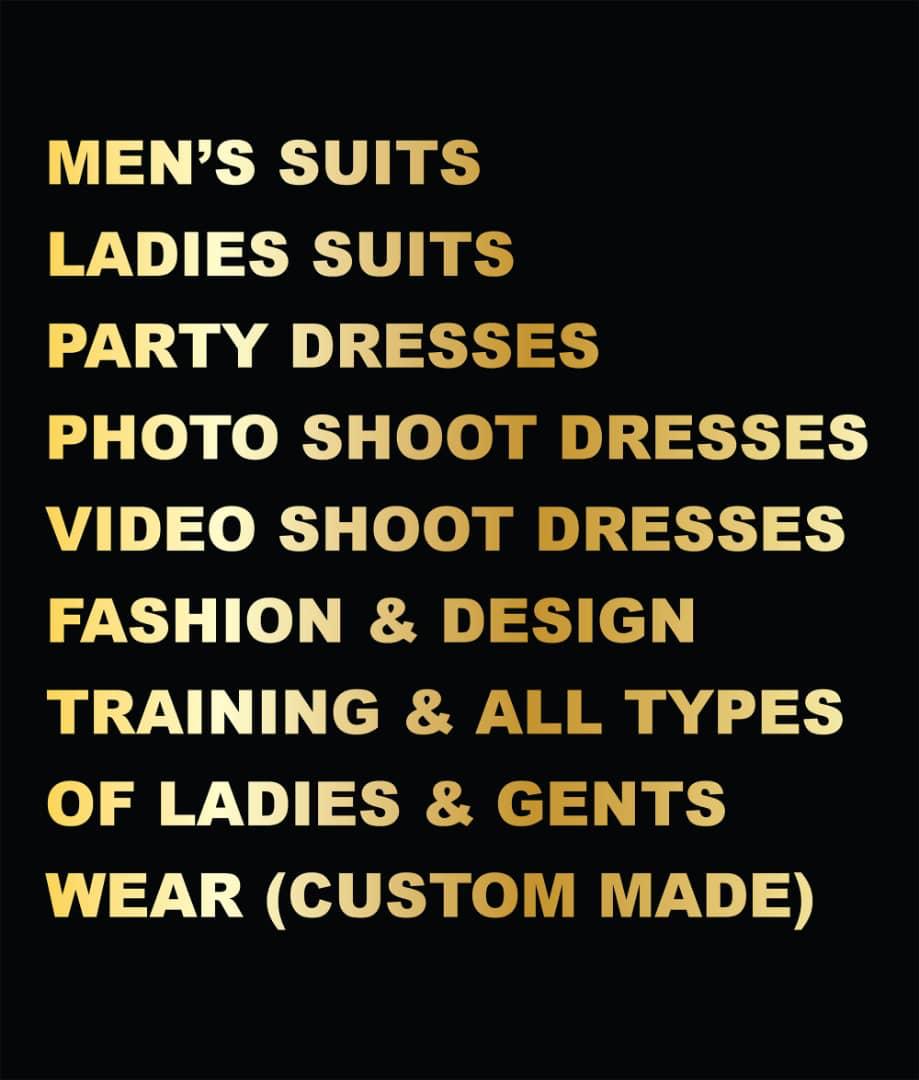 MEN’S SUITS
LADIES SUITS
PARTY DRESSES
PHOTO SHOOT DRESSES
VIDEO SHOOT DRESSES
FASHION & DESIGN
TRAINING & ALL TYPES
OF LADIES & GENTS
WEAR (CUSTOM MADE)